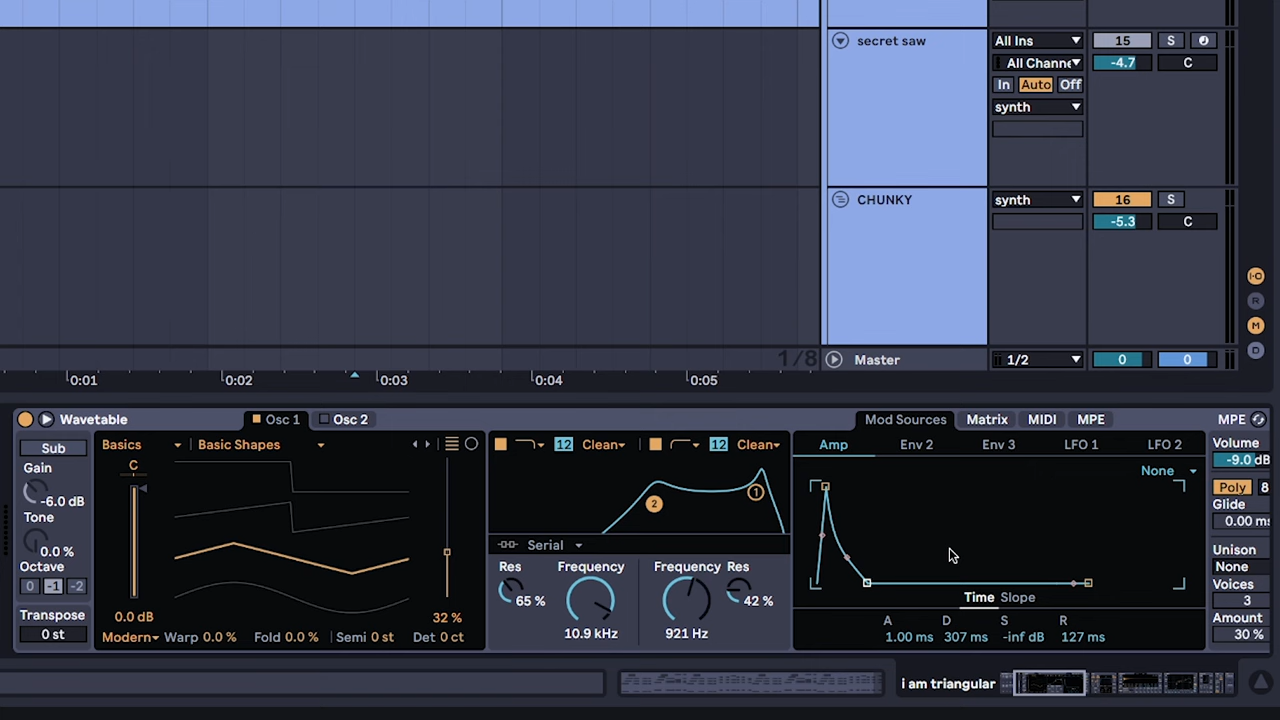 secret saw
All Ins
15
S
All Channe
-4.7
C
In
Auto
Off
synth
CHUNKY
synth
16
S
-5.3
C
I·O
R
M
D
1/8
Master
1/2
0
0
0:01
0:02
0:03
0:04
0:05
Wavetable
Osc 1
Osc 2
Mod Sources
Matrix
MIDI
MPE
MPE
Sub
Basics
Basic Shapes
12
Clean
12
Clean
Amp
Env 2
Env 3
LFO 1
LFO 2
Volume
-9.0 dB
Gain
-6.0 dB
C
None
Poly
8
2
1
Glide
0.00 ms
Tone
0.0 %
Serial
Unison
None
Octave
0
-1
-2
Res
Frequency
Frequency
Res
65 %
42 %
10.9 kHz
921 Hz
Time
Slope
Voices
3
Transpose
0 st
0.0 dB
32 %
A
D
S
R
1.00 ms
307 ms
-inf dB
127 ms
Amount
30 %
Modern
Warp 0.0 %
Fold 0.0 %
Semi 0 st
Det 0 ct
i am triangular